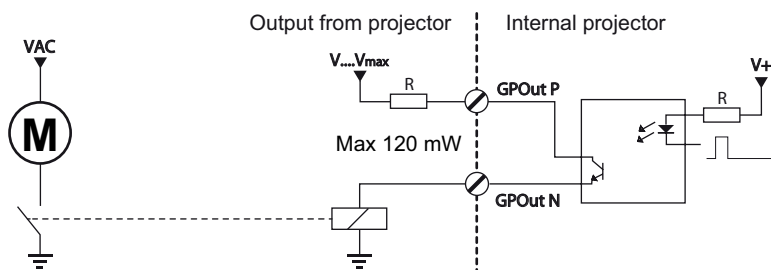 Output from projector
Internal projector
VAC
V....Vmax
V+
R
GPOut P
R
M
Max 120 mW
GPOut N